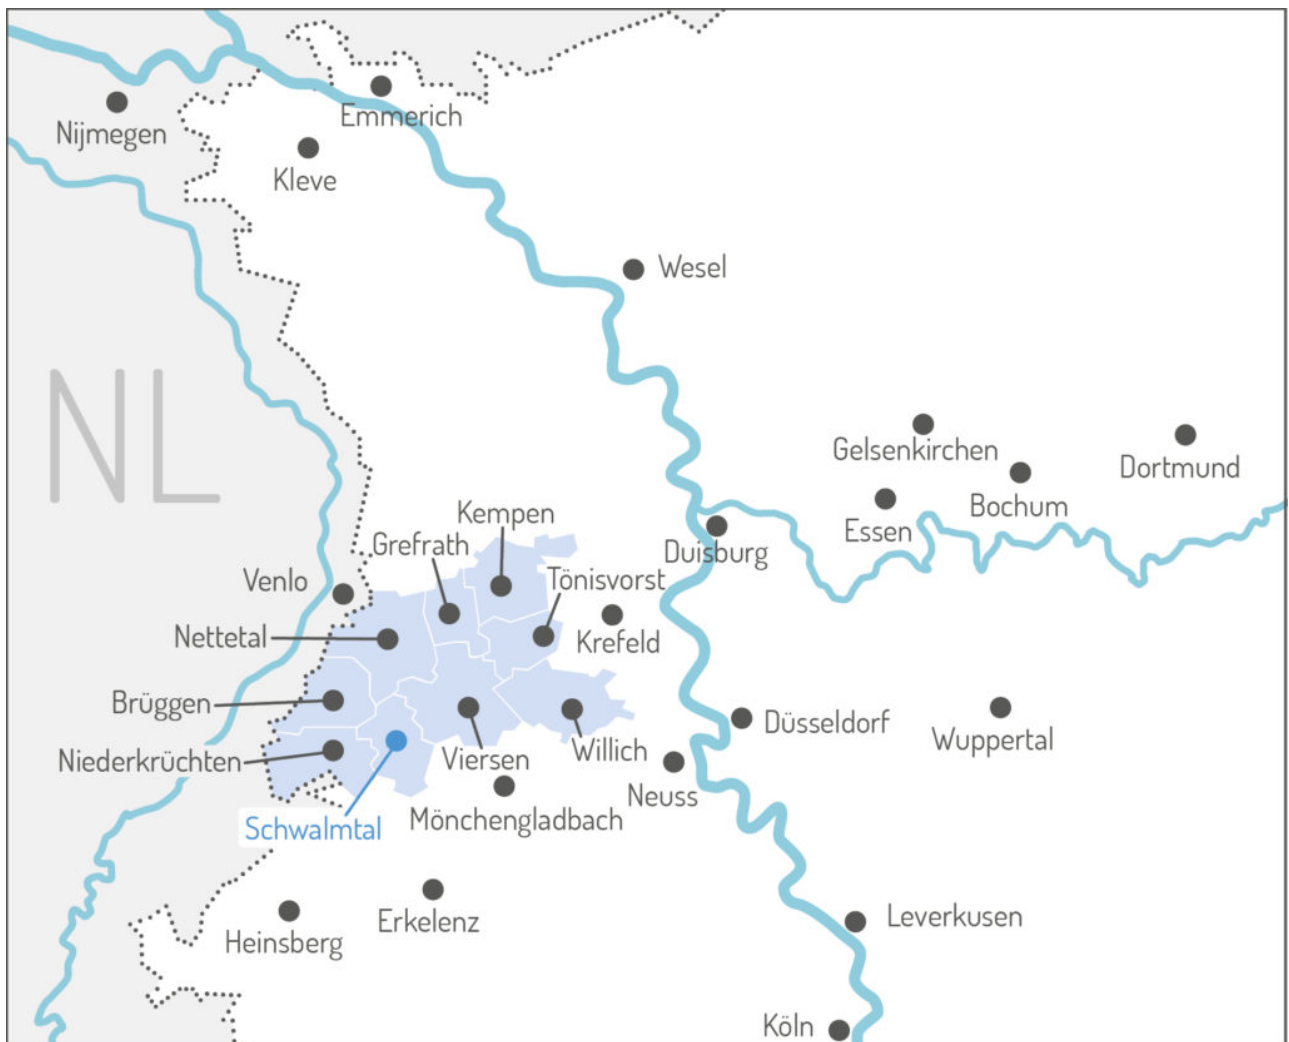 Emmerich
Nijmegen
Kleve
Wesel
NL
Gelsenkirchen
Dortmund
Bochum
Kempen
Essen
Grefrath
Duisburg
Venlo
Tönisvorst
Nettetal
Krefeld
Brüggen
Düsseldorf
Wuppertal
Niederkrüchten
Viersen
Willich
Neuss
Mönchengladbach
Schwalmtal
Leverkusen
Erkelenz
Heinsberg
Köln